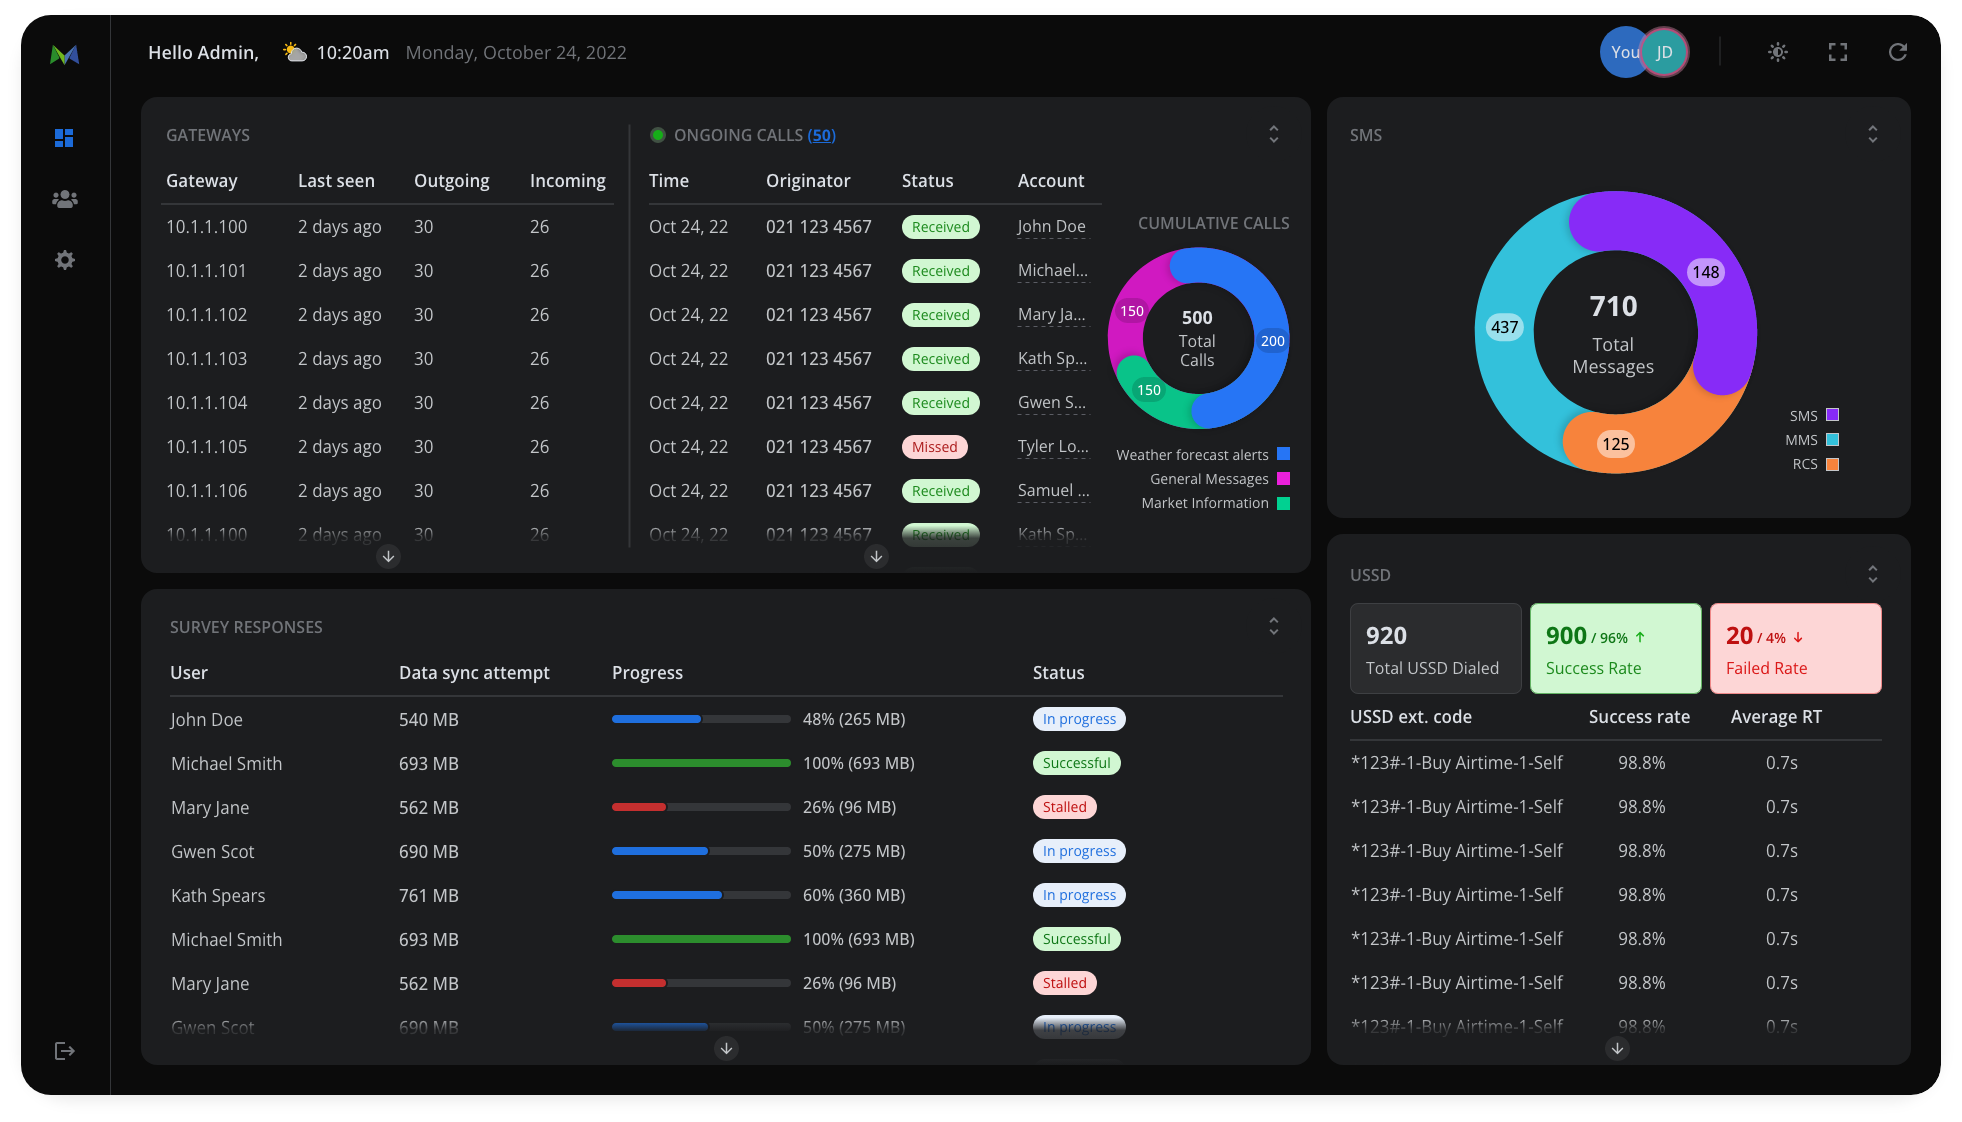 Hello Admin, 10:20am Monday, October 24, 2022
You JD
GATEWAYS
Gateway Last seen Outgoing Incoming
10.1.1.100 2 days ago 30 26
10.1.1.101 2 days ago 30 26
10.1.1.102 2 days ago 30 26
10.1.1.103 2 days ago 30 26
10.1.1.104 2 days ago 30 26
10.1.1.105 2 days ago 30 26
10.1.1.106 2 days ago 30 26
10.1.1.100 2 days ago 30 26
ONGOING CALLS (50)
Time Originator Status Account
Oct 24, 22 021 123 4567 Received John Doe
Oct 24, 22 021 123 4567 Received Michael...
Oct 24, 22 021 123 4567 Received Mary Ja...
Oct 24, 22 021 123 4567 Received Kath Sp...
Oct 24, 22 021 123 4567 Received Gwen S...
Oct 24, 22 021 123 4567 Missed Tyler Lo...
Oct 24, 22 021 123 4567 Received Samuel ...
Oct 24, 22 021 123 4567 Received Kath Sp...
CUMULATIVE CALLS
150
500
Total
Calls
200
150
Weather forecast alerts
General Messages
Market Information
SMS
148
710
Total
Messages
437
125
SMS
MMS
RCS
SURVEY RESPONSES
User Data sync attempt Progress Status
John Doe 540 MB 48% (265 MB) In progress
Michael Smith 693 MB 100% (693 MB) Successful
Mary Jane 562 MB 26% (96 MB) Stalled
Gwen Scot 690 MB 50% (275 MB) In progress
Kath Spears 761 MB 60% (360 MB) In progress
Michael Smith 693 MB 100% (693 MB) Successful
Mary Jane 562 MB 26% (96 MB) Stalled
Gwen Scot 690 MB 50% (275 MB) In progress
USSD
920
Total USSD Dialed
900 / 96% ↑
Success Rate
20 / 4% ↓
Failed Rate
USSD ext. code Success rate Average RT
*123#-1-Buy Airtime-1-Self 98.8% 0.7s
*123#-1-Buy Airtime-1-Self 98.8% 0.7s
*123#-1-Buy Airtime-1-Self 98.8% 0.7s
*123#-1-Buy Airtime-1-Self 98.8% 0.7s
*123#-1-Buy Airtime-1-Self 98.8% 0.7s
*123#-1-Buy Airtime-1-Self 98.8% 0.7s
*123#-1-Buy Airtime-1-Self 98.8% 0.7s